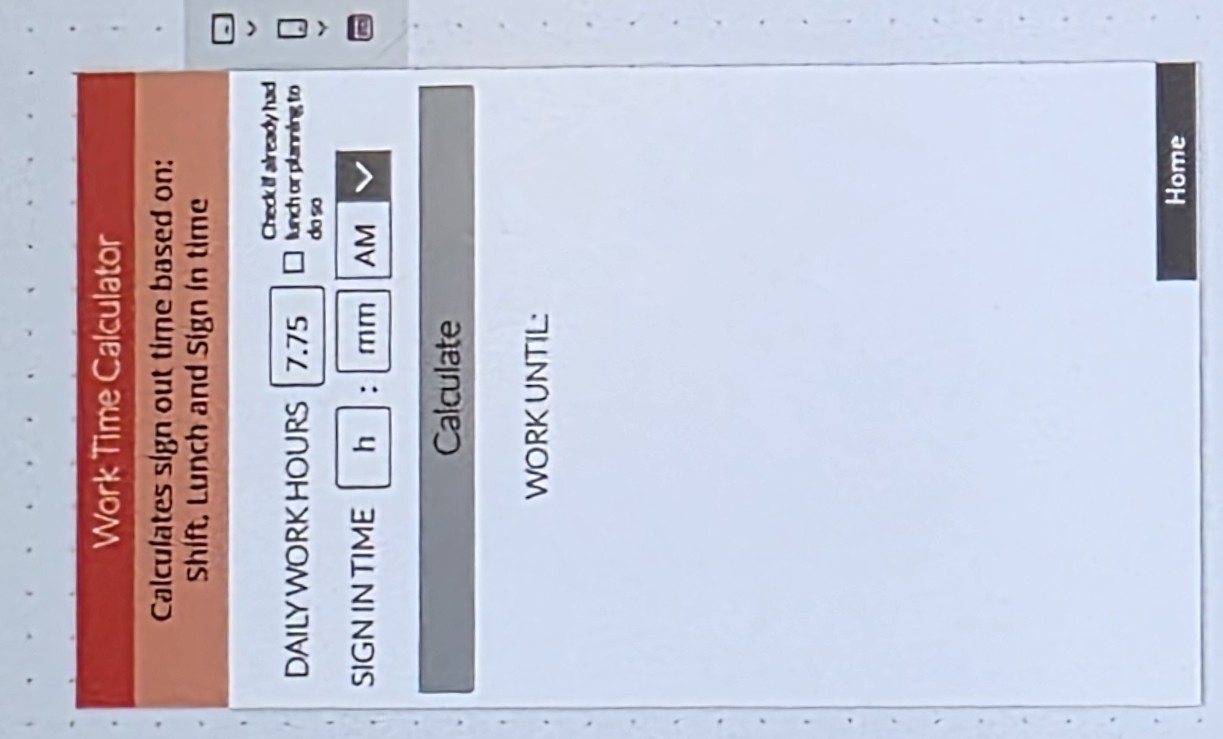 Work Time Calculator
Calculates sign out time based on:
Shift, Lunch and Sign in time
DAILY WORK HOURS 7.75 Check if already had
lunch or planning to
do so
SIGN IN TIME h : mm AM
Calculate
WORK UNTIL:
Home